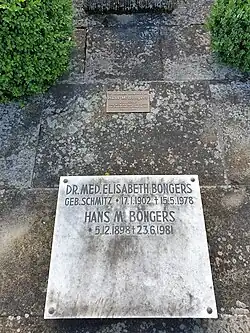 DR. MED. ELISABETH BONGERS
GEB. SCHMITZ * 17.1.1902 † 15.5.1978
HANS M. BÖNGERS
* 5.12.1898 † 23.6.1981